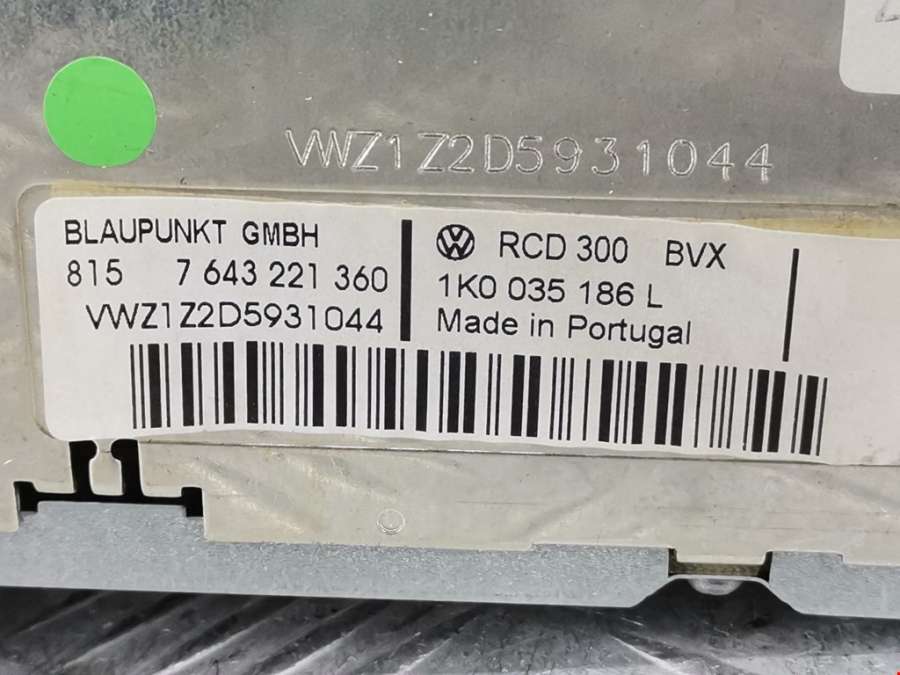 VWZ1Z2D5931044
BLAUPUNKT GMBH
815 7 643 221 360
VWZ1Z2D5931044
RCD 300 BVX
1K0 035 186 L
Made in Portugal